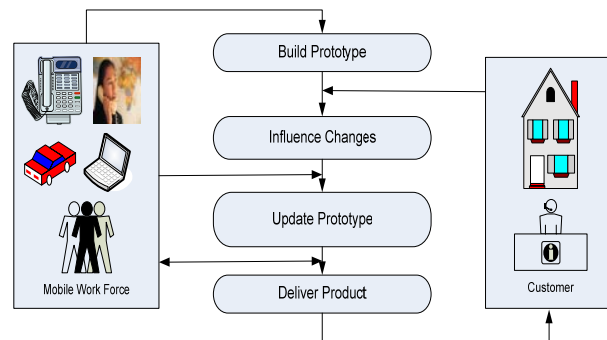 Build Prototype
Influence Changes
Update Prototype
Deliver Product
Mobile Work Force
Customer
i